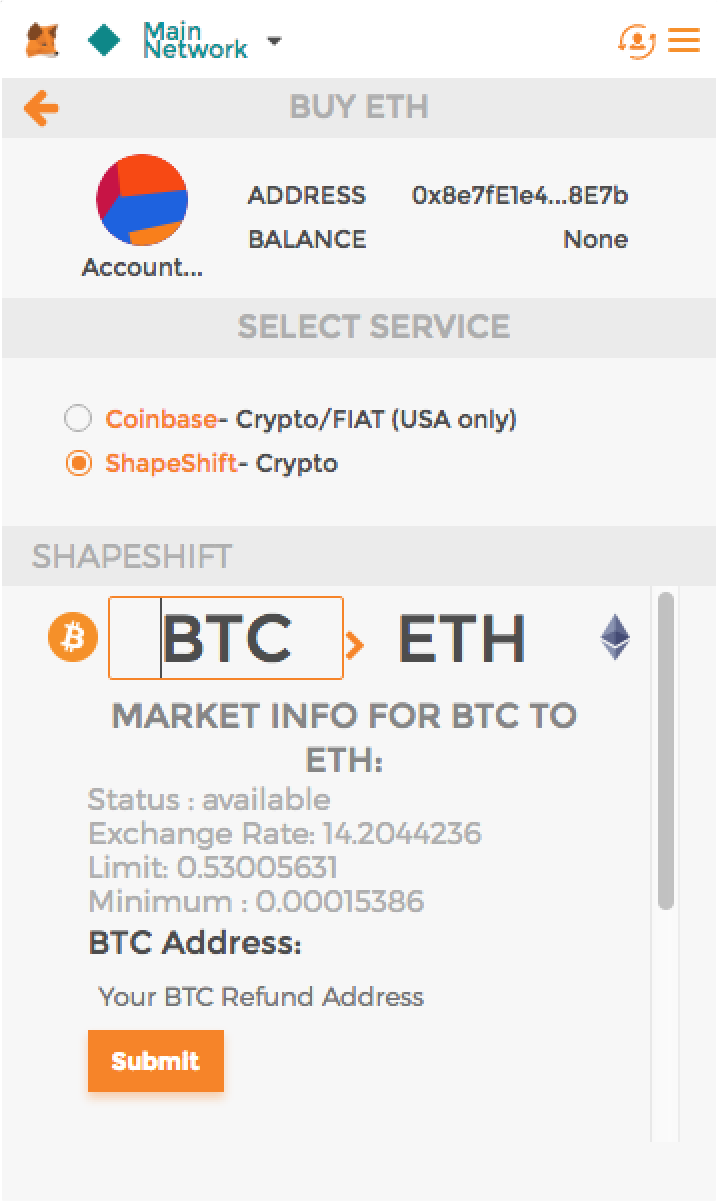 Main
Network
BUY ETH
ADDRESS 0x8e7fE1e4...8E7b
BALANCE None
Account...
SELECT SERVICE
Coinbase- Crypto/FIAT (USA only)
ShapeShift- Crypto
SHAPESHIFT
BTC ETH
MARKET INFO FOR BTC TO
ETH:
Status : available
Exchange Rate: 14.2044236
Limit: 0.53005631
Minimum : 0.00015386
BTC Address:
Your BTC Refund Address
Submit